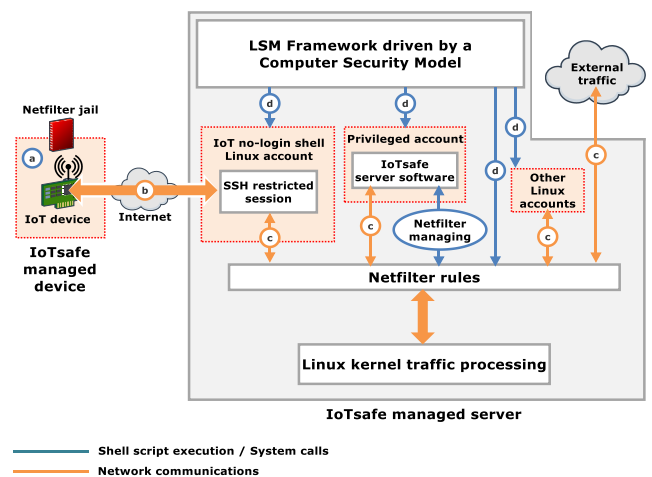 LSM Framework driven by a
Computer Security Model
External
traffic
Netfilter jail
d
d
d
d
a
IoT no-login shell
Linux account
Privileged account
IoTsafe
server software
SSH restricted
session
b
c
Other
Linux
accounts
IoT device
Internet
Netfilter
managing
c
c
c
IoTsafe
managed
device
Netfilter rules
Linux kernel traffic processing
IoTsafe managed server
Shell script execution / System calls
Network communications